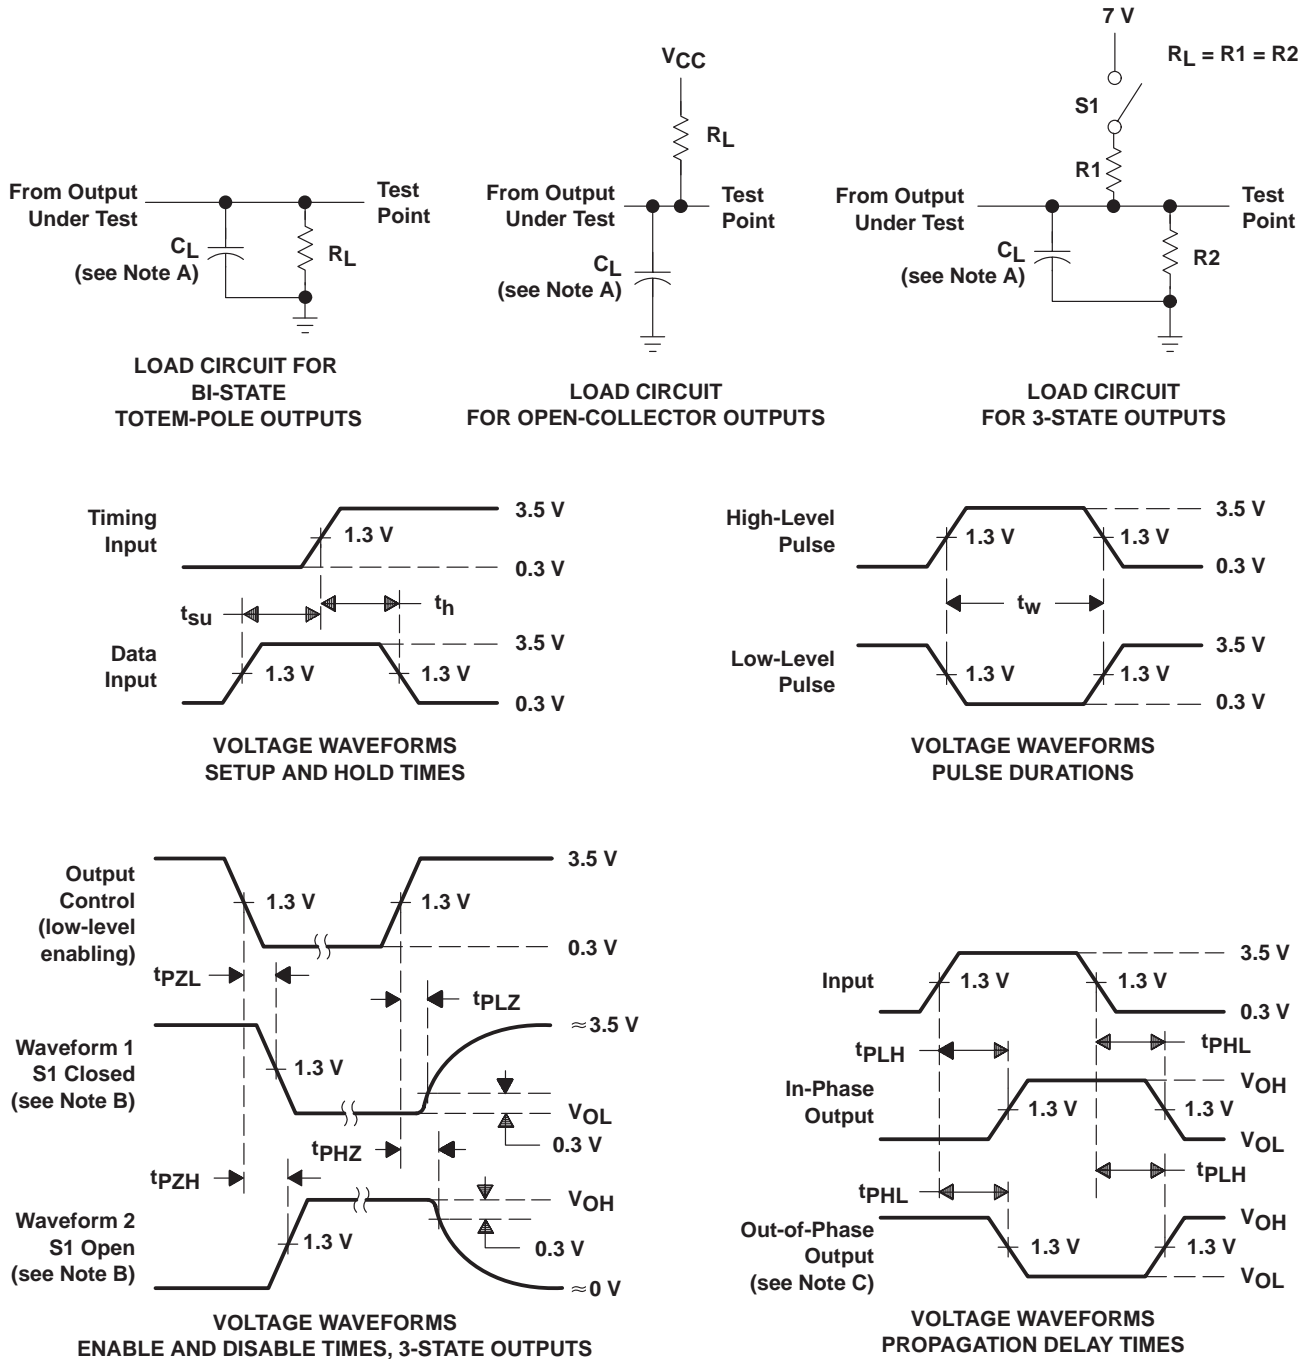 From Output
Under Test
Test
Point
CL
(see Note A)
RL
LOAD CIRCUIT FOR
BI-STATE
TOTEM-POLE OUTPUTS
VCC
RL
From Output
Under Test
Test
Point
CL
(see Note A)
LOAD CIRCUIT
FOR OPEN-COLLECTOR OUTPUTS
7 V
RL = R1 = R2
S1
R1
From Output
Under Test
Test
Point
CL
(see Note A)
R2
LOAD CIRCUIT
FOR 3-STATE OUTPUTS
Timing
Input
1.3 V
3.5 V
0.3 V
tsu
th
Data
Input
1.3 V
1.3 V
3.5 V
0.3 V
VOLTAGE WAVEFORMS
SETUP AND HOLD TIMES
High-Level
Pulse
1.3 V
1.3 V
3.5 V
0.3 V
tw
Low-Level
Pulse
1.3 V
1.3 V
3.5 V
0.3 V
VOLTAGE WAVEFORMS
PULSE DURATIONS
Output
Control
(low-level
enabling)
1.3 V
1.3 V
3.5 V
0.3 V
tPZL
tPLZ
Waveform 1
S1 Closed
(see Note B)
1.3 V
≈3.5 V
VOL
0.3 V
tPHZ
tPZH
Waveform 2
S1 Open
(see Note B)
1.3 V
VOH
0.3 V
≈0 V
VOLTAGE WAVEFORMS
ENABLE AND DISABLE TIMES, 3-STATE OUTPUTS
Input
1.3 V
1.3 V
3.5 V
0.3 V
tPLH
tPHL
In-Phase
Output
1.3 V
1.3 V
VOH
VOL
tPHL
tPLH
Out-of-Phase
Output
(see Note C)
1.3 V
1.3 V
VOH
VOL
VOLTAGE WAVEFORMS
PROPAGATION DELAY TIMES